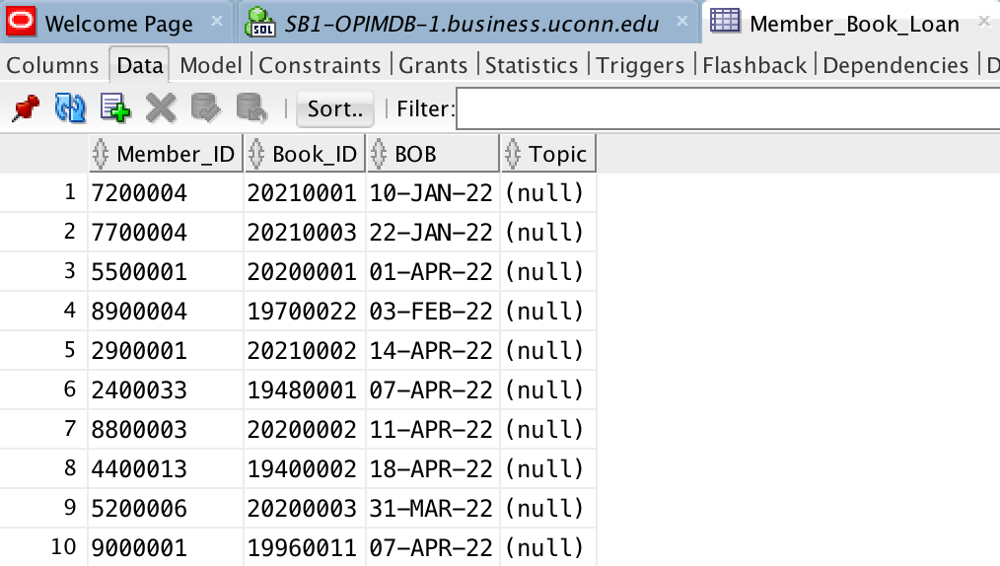 Welcome Page SB1-OPIMDB-1.business.uconn.edu Member_Book_Loan
Columns Data Model Constraints Grants Statistics Triggers Flashback Dependencies D
Sort.. Filter:
Member_ID Book_ID BOB Topic
1 7200004 20210001 10-JAN-22 (null)
2 7700004 20210003 22-JAN-22 (null)
3 5500001 20200001 01-APR-22 (null)
4 8900004 19700022 03-FEB-22 (null)
5 2900001 20210002 14-APR-22 (null)
6 2400033 19480001 07-APR-22 (null)
7 8800003 20200002 11-APR-22 (null)
8 4400013 19400002 18-APR-22 (null)
9 5200006 20200003 31-MAR-22 (null)
10 9000001 19960011 07-APR-22 (null)